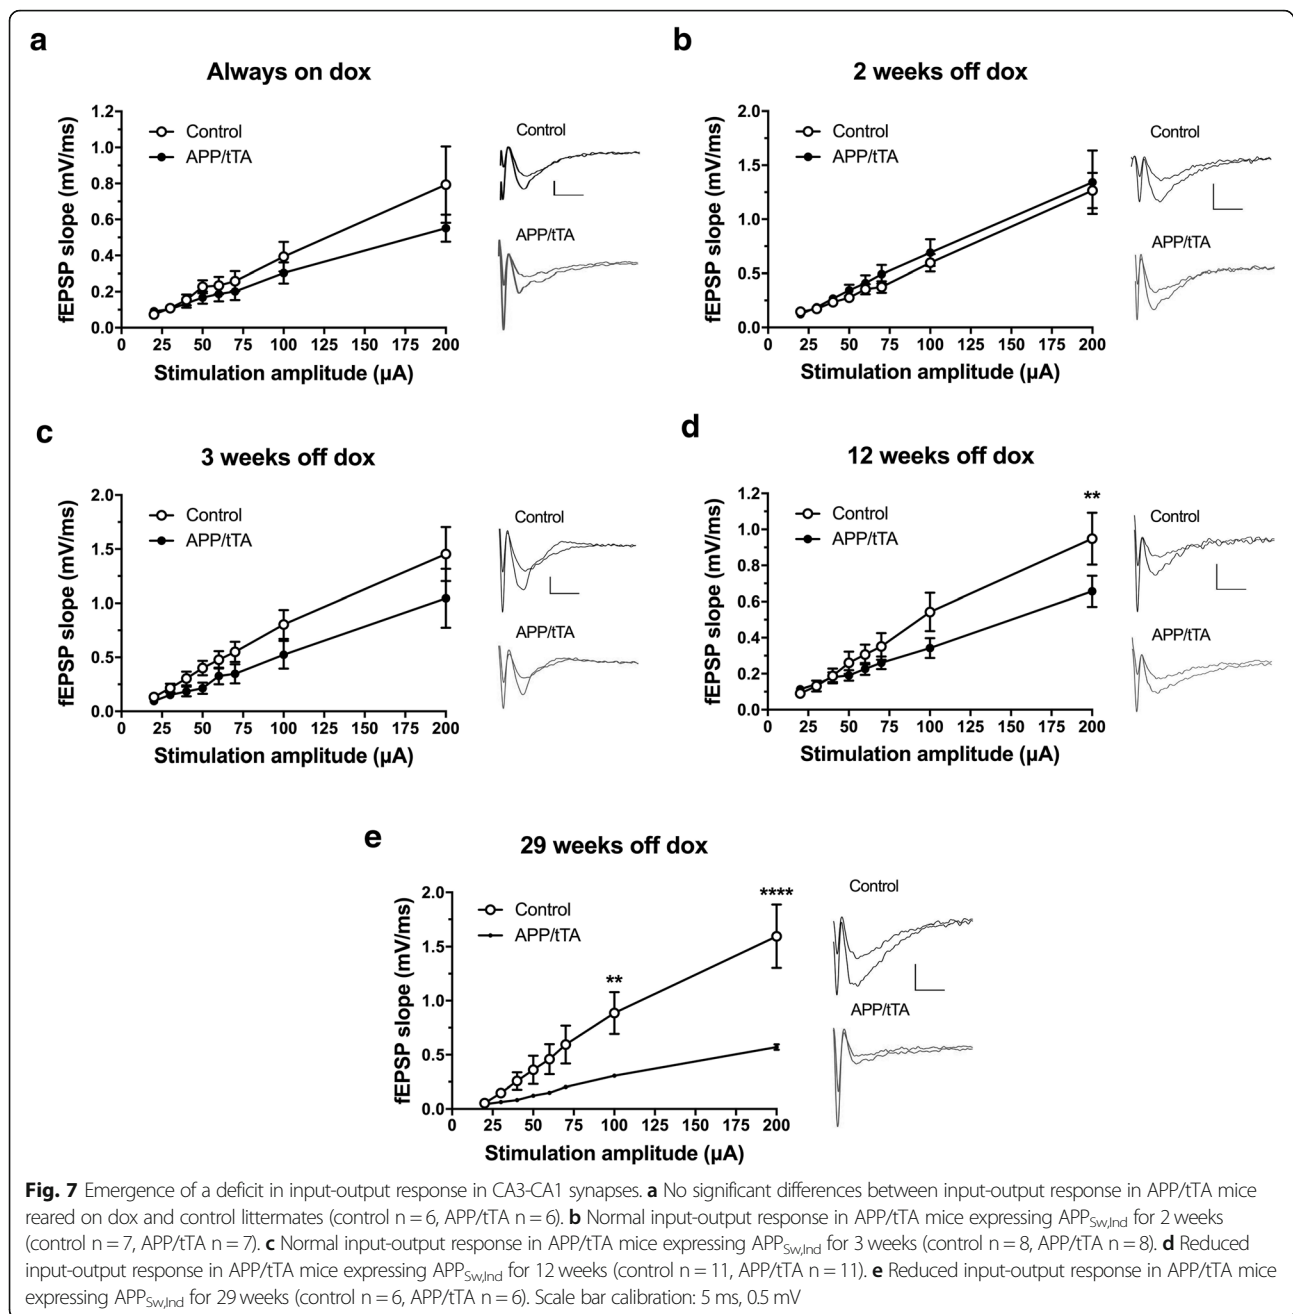 a
Always on dox
1.2
1.0
0.8
0.6
0.4
0.2
0.0
fEPSP slope (mV/ms)
Control
APP/tTA
0 25 50 75 100 125 150 175 200
Stimulation amplitude (µA)
Control
APP/tTA
b
2 weeks off dox
2.0
1.5
1.0
0.5
0.0
fEPSP slope (mV/ms)
Control
APP/tTA
0 25 50 75 100 125 150 175 200
Stimulation amplitude (µA)
Control
APP/tTA
c
3 weeks off dox
2.0
1.5
1.0
0.5
0.0
fEPSP slope (mV/ms)
Control
APP/tTA
0 25 50 75 100 125 150 175 200
Stimulation amplitude (µA)
Control
APP/tTA
d
12 weeks off dox
1.2
1.0
0.8
0.6
0.4
0.2
0.0
fEPSP slope (mV/ms)
Control
APP/tTA
**
0 25 50 75 100 125 150 175 200
Stimulation amplitude (µA)
Control
APP/tTA
e
29 weeks off dox
2.0
1.5
1.0
0.5
0.0
fEPSP slope (mV/ms)
Control
APP/tTA
**
****
0 25 50 75 100 125 150 175 200
Stimulation amplitude (µA)
Control
APP/tTA
Fig. 7 Emergence of a deficit in input-output response in CA3-CA1 synapses. a No significant differences between input-output response in APP/tTA mice
reared on dox and control littermates (control n = 6, APP/tTA n = 6). b Normal input-output response in APP/tTA mice expressing APPSw,Ind for 2 weeks
(control n = 7, APP/tTA n = 7). c Normal input-output response in APP/tTA mice expressing APPSw,Ind for 3 weeks (control n = 8, APP/tTA n = 8). d Reduced
input-output response in APP/tTA mice expressing APPSw,Ind for 12 weeks (control n = 11, APP/tTA n = 11). e Reduced input-output response in APP/tTA mice
expressing APPSw,Ind for 29 weeks (control n = 6, APP/tTA n = 6). Scale bar calibration: 5 ms, 0.5 mV